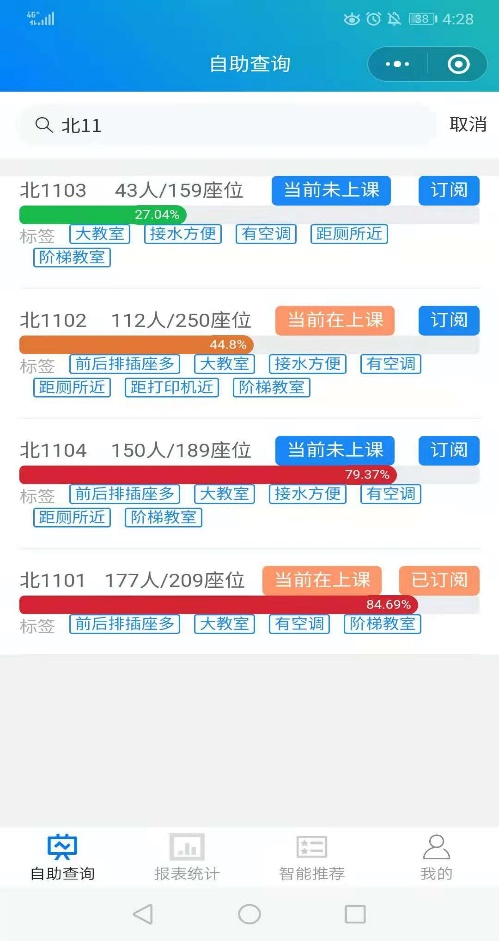 4G+ 38 4:28
自助查询
北11 取消
北1103 43人/159座位 当前未上课 订阅
27.04%
标签 大教室 接水方便 有空调 距厕所近
阶梯教室
北1102 112人/250座位 当前在上课 订阅
44.8%
标签 前后排插座多 大教室 接水方便 有空调
距厕所近 距打印机近 阶梯教室
北1104 150人/189座位 当前未上课 订阅
79.37%
标签 前后排插座多 大教室 接水方便 有空调
距厕所近 阶梯教室
北1101 177人/209座位 当前在上课 已订阅
84.69%
标签 前后排插座多 大教室 有空调 阶梯教室
自助查询 报表统计 智能推荐 我的